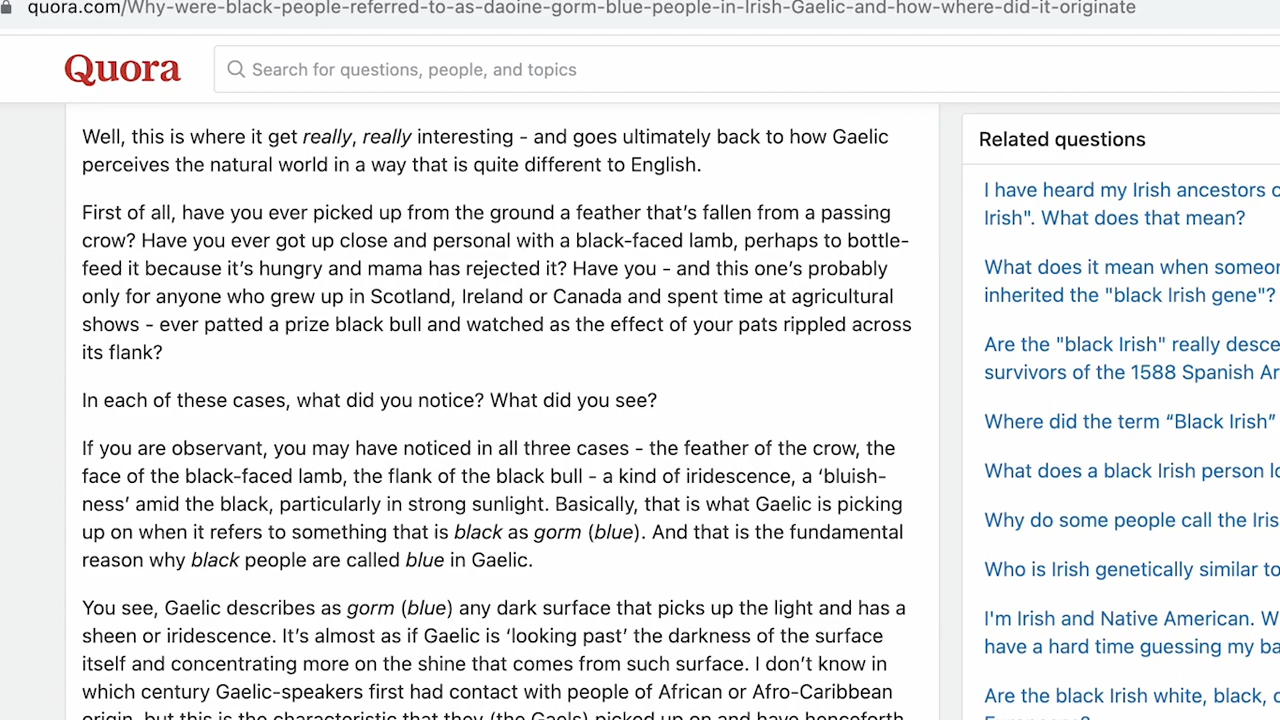 quora.com/Why-were-black-people-referred-to-as-daoine-gorm-blue-people-in-Irish-Gaelic-and-how-where-did-it-originate
Quora
Search for questions, people, and topics
Well, this is where it get really, really interesting - and goes ultimately back to how Gaelic
perceives the natural world in a way that is quite different to English.
First of all, have you ever picked up from the ground a feather that's fallen from a passing
crow? Have you ever got up close and personal with a black-faced lamb, perhaps to bottle-
feed it because it's hungry and mama has rejected it? Have you - and this one's probably
only for anyone who grew up in Scotland, Ireland or Canada and spent time at agricultural
shows - ever patted a prize black bull and watched as the effect of your pats rippled across
its flank?
In each of these cases, what did you notice? What did you see?
If you are observant, you may have noticed in all three cases - the feather of the crow, the
face of the black-faced lamb, the flank of the black bull - a kind of iridescence, a 'bluish-
ness' amid the black, particularly in strong sunlight. Basically, that is what Gaelic is picking
up on when it refers to something that is black as gorm (blue). And that is the fundamental
reason why black people are called blue in Gaelic.
You see, Gaelic describes as gorm (blue) any dark surface that picks up the light and has a
sheen or iridescence. It's almost as if Gaelic is 'looking past' the darkness of the surface
itself and concentrating more on the shine that comes from such surface. I don't know in
which century Gaelic-speakers first had contact with people of African or Afro-Caribbean
origin, but this is the characteristic that they (the Gaels) picked up on and have henceforth
Related questions
I have heard my Irish ancestors
Irish". What does that mean?
What does it mean when
inherited the "black Irish gene"?
Are the "black Irish" really
survivors of the 1588 Spanish
Where did the term “Black Irish”
What does a black Irish person
Why do some people call the
Who is Irish genetically similar to
I'm Irish and Native American.
have a hard time guessing my
Are the black Irish white, black,